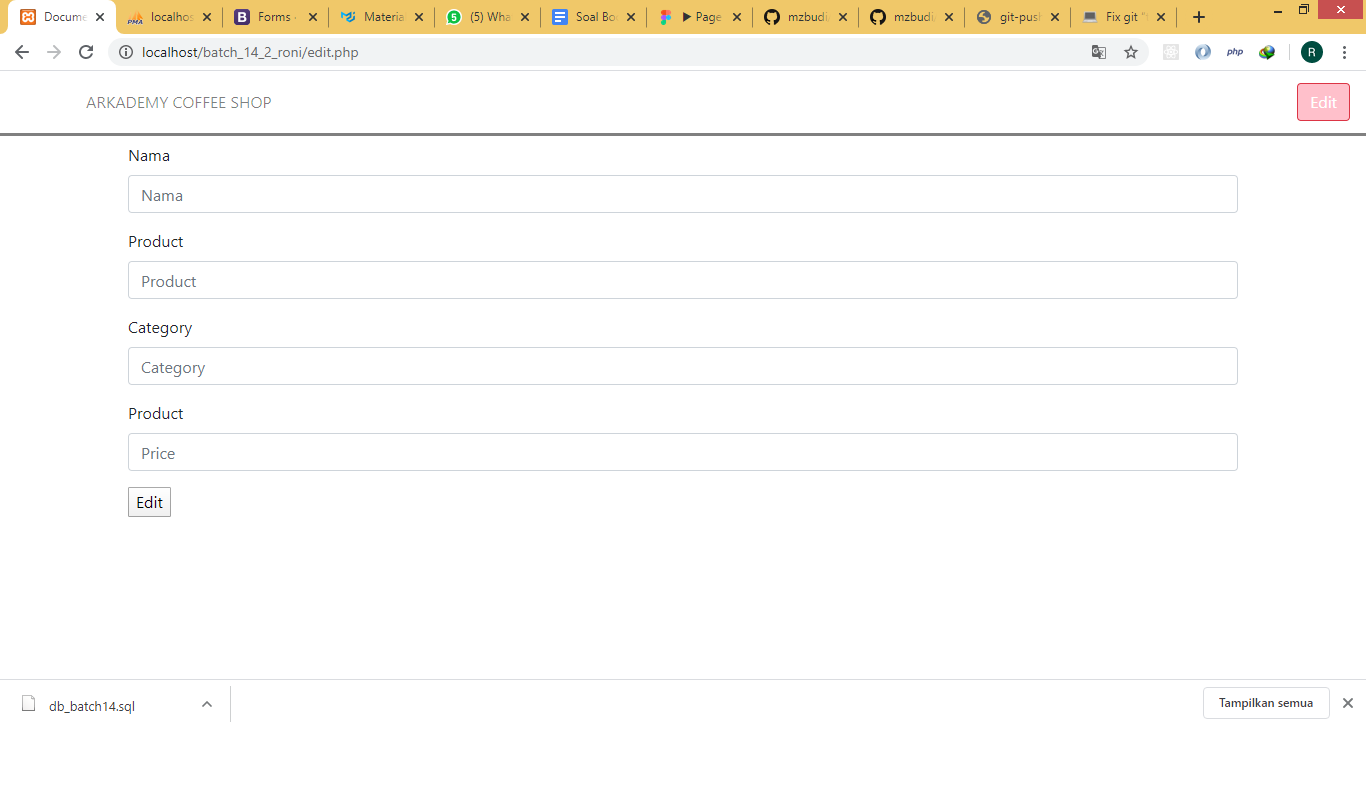 Docume
localhos
Forms
Materia
(5) Wha
Soal Bo
Page
mzbudi
mzbudi
git-push
Fix git "
localhost/batch_14_2_roni/edit.php
php
R
ARKADEMY COFFEE SHOP
Edit
Nama
Nama
Product
Product
Category
Category
Product
Price
Edit
db_batch14.sql
Tampilkan semua